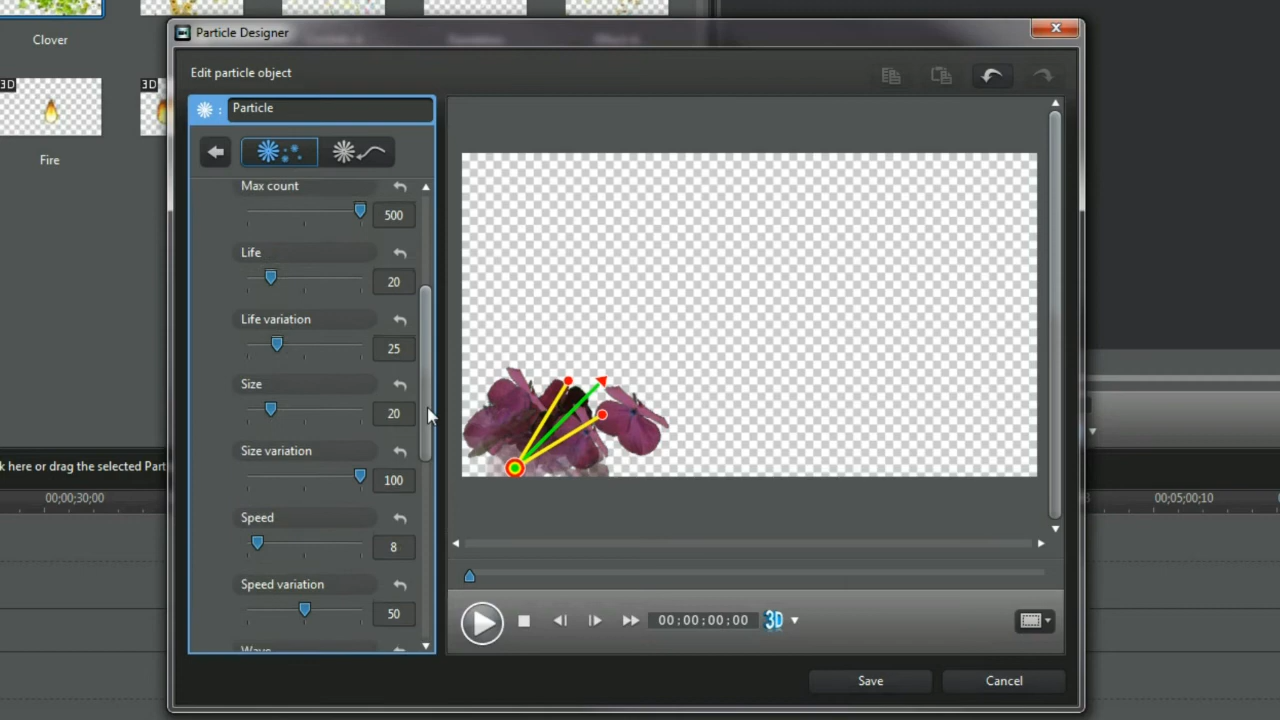 Particle Designer
Clover
Edit particle object
3D
3D
: Particle
Fire
Max count
500
Life
20
Life variation
25
Size
20
Size variation
100
k here or drag the selected Part
00;00;30;00
00;05;00;10
Speed
8
Speed variation
50
00;00;00;00
3D
Save
Cancel